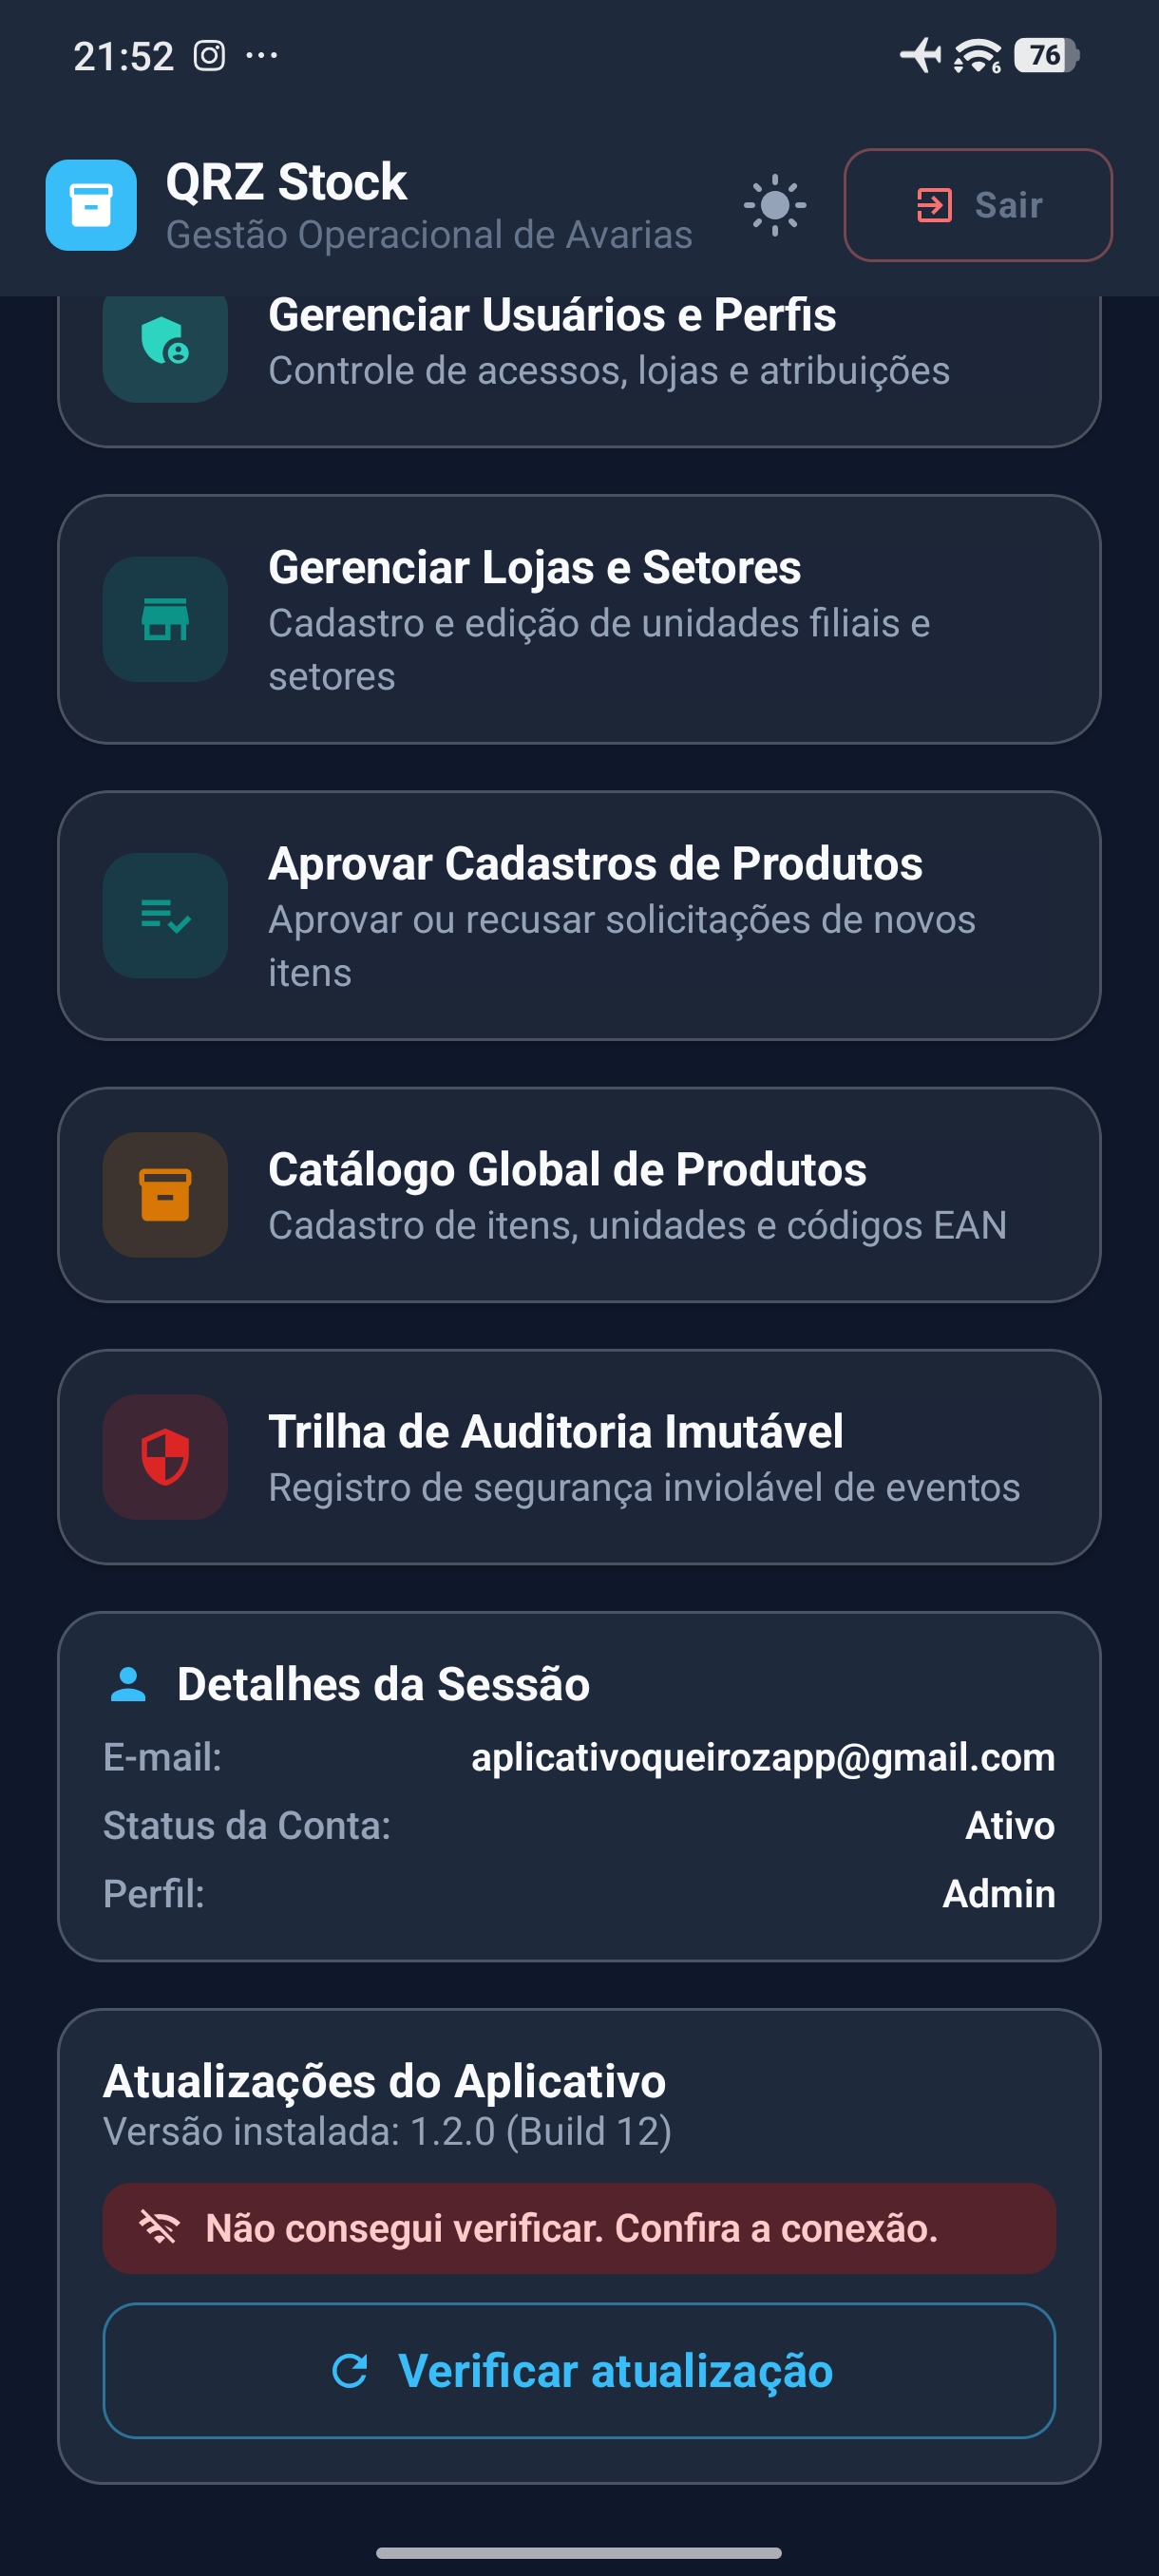 21:52
6
76
QRZ Stock
Gestão Operacional de Avarias
Sair
Gerenciar Usuários e Perfis
Controle de acessos, lojas e atribuições
Gerenciar Lojas e Setores
Cadastro e edição de unidades filiais e
setores
Aprovar Cadastros de Produtos
Aprovar ou recusar solicitações de novos
itens
Catálogo Global de Produtos
Cadastro de itens, unidades e códigos EAN
Trilha de Auditoria Imutável
Registro de segurança inviolável de eventos
Detalhes da Sessão
E-mail: aplicativoqueirozapp@gmail.com
Status da Conta: Ativo
Perfil: Admin
Atualizações do Aplicativo
Versão instalada: 1.2.0 (Build 12)
Não consegui verificar. Confira a conexão.
Verificar atualização